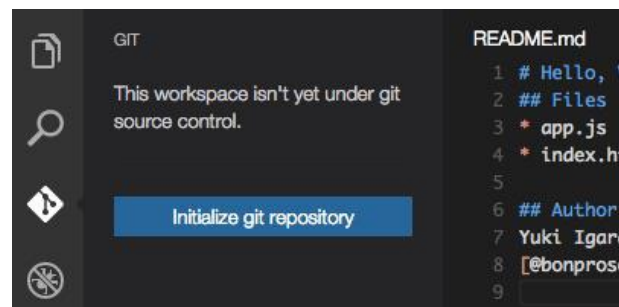 GIT
This workspace isn't yet under git
source control.
Initialize git repository
README.md
1 # Hello,
2 ## Files
3 * app.js
4 * index.h
5
6 ## Author
7 Yuki Igar
8 [@bonpros
9